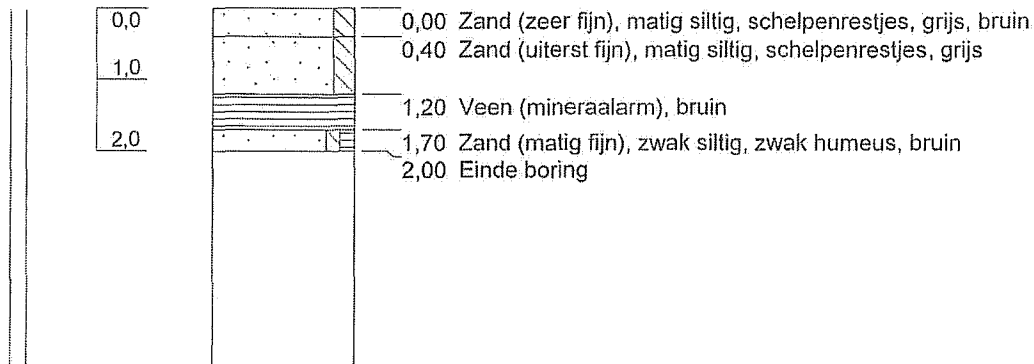 0,0
0,00 Zand (zeer fijn), matig siltig, schelpenrestjes, grijs, bruin
0,40 Zand (uiterst fijn), matig siltig, schelpenrestjes, grijs
1,0
1,20 Veen (mineraalarm), bruin
2,0
1,70 Zand (matig fijn), zwak siltig, zwak humeus, bruin
2,00 Einde boring